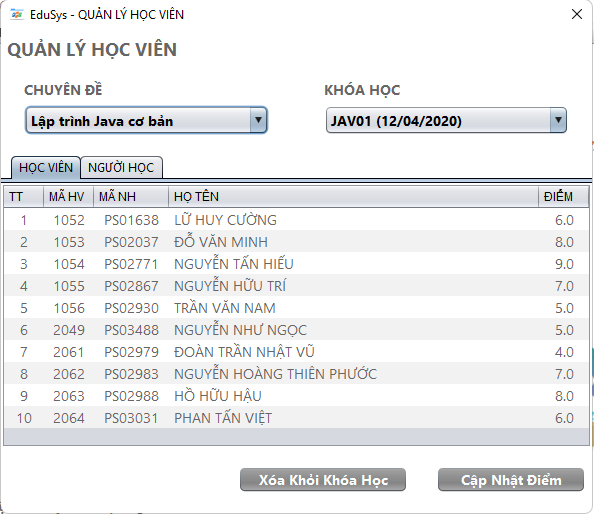 EduSys - QUẢN LÝ HỌC VIÊN
QUẢN LÝ HỌC VIÊN
CHUYÊN ĐỀ KHÓA HỌC
Lập trình Java cơ bản JAV01 (12/04/2020)
HỌC VIÊN NGƯỜI HỌC
TT MÃ HV MÃ NH HỌ TÊN ĐIỂM
1 1052 PS01638 LỮ HUY CƯỜNG 6.0
2 1053 PS02037 ĐỖ VĂN MINH 8.0
3 1054 PS02771 NGUYỄN TẤN HIẾU 9.0
4 1055 PS02867 NGUYỄN HỮU TRÍ 7.0
5 1056 PS02930 TRẦN VĂN NAM 5.0
6 2049 PS03488 NGUYỄN NHƯ NGỌC 5.0
7 2061 PS02979 ĐOÀN TRẦN NHẬT VŨ 4.0
8 2062 PS02983 NGUYỄN HOÀNG THIÊN PHƯỚC 7.0
9 2063 PS02988 HỒ HỮU HẬU 8.0
10 2064 PS03031 PHAN TẤN VIỆT 6.0
Xóa Khỏi Khóa Học Cập Nhật Điểm